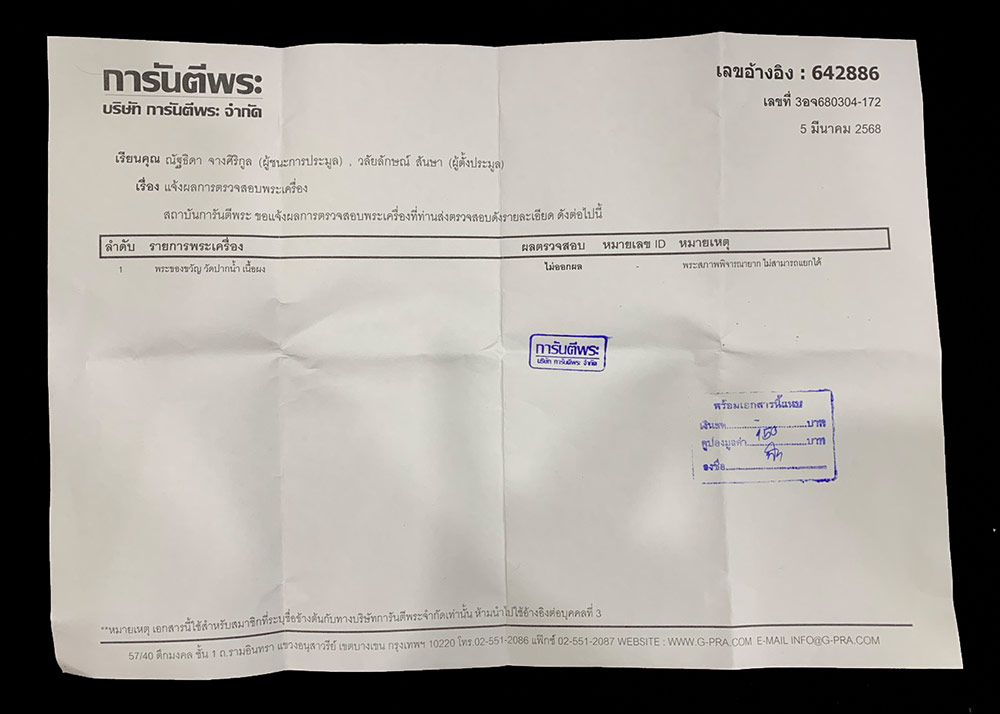 การันตีพระ
บริษัท การันตีพระ จำกัด
เลขอ้างอิง : 642886
เลขที่ 3อจ680304-172
5 มีนาคม 2568
เรียนคุณ ณัฐธิดา จางศิริกูล (ผู้ชนะการประมูล) , วลัยลักษณ์ สันษา (ผู้ตั้งประมูล)
เรื่อง แจ้งผลการตรวจสอบพระเครื่อง
สถาบันการันตีพระ ขอแจ้งผลการตรวจสอบพระเครื่องที่ท่านส่งตรวจสอบดังรายละเอียด ดังต่อไปนี้
ลำดับ รายการพระเครื่อง ผลตรวจสอบ หมายเลข ID หมายเหตุ
1 พระของขวัญ วัดปากน้ำ เนื้อผง ไม่ออกผล - พระสภาพพิจารณายาก ไม่สามารถแยกได้
การันตีพระ
บริษัท การันตีพระ จำกัด
พร้อมเอกสารนี้แนบ
เงินสด - บาท
คูปองมูลค่า 150 บาท
ลงชื่อ
**หมายเหตุ เอกสารนี้ใช้สำหรับสมาชิกที่ระบุชื่อข้างต้นกับทางบริษัทการันตีพระจำกัดเท่านั้น ห้ามนำไปใช้อ้างอิงต่อบุคคลที่ 3
57/40 ตึกมงคล ชั้น 1 ถ.รามอินทรา แขวงอนุสาวรีย์ เขตบางเขน กรุงเทพฯ 10220 โทร.02-551-2086 แฟ๊กซ์ 02-551-2087 WEBSITE : WWW.G-PRA.COM E-MAIL INFO@G-PRA.COM